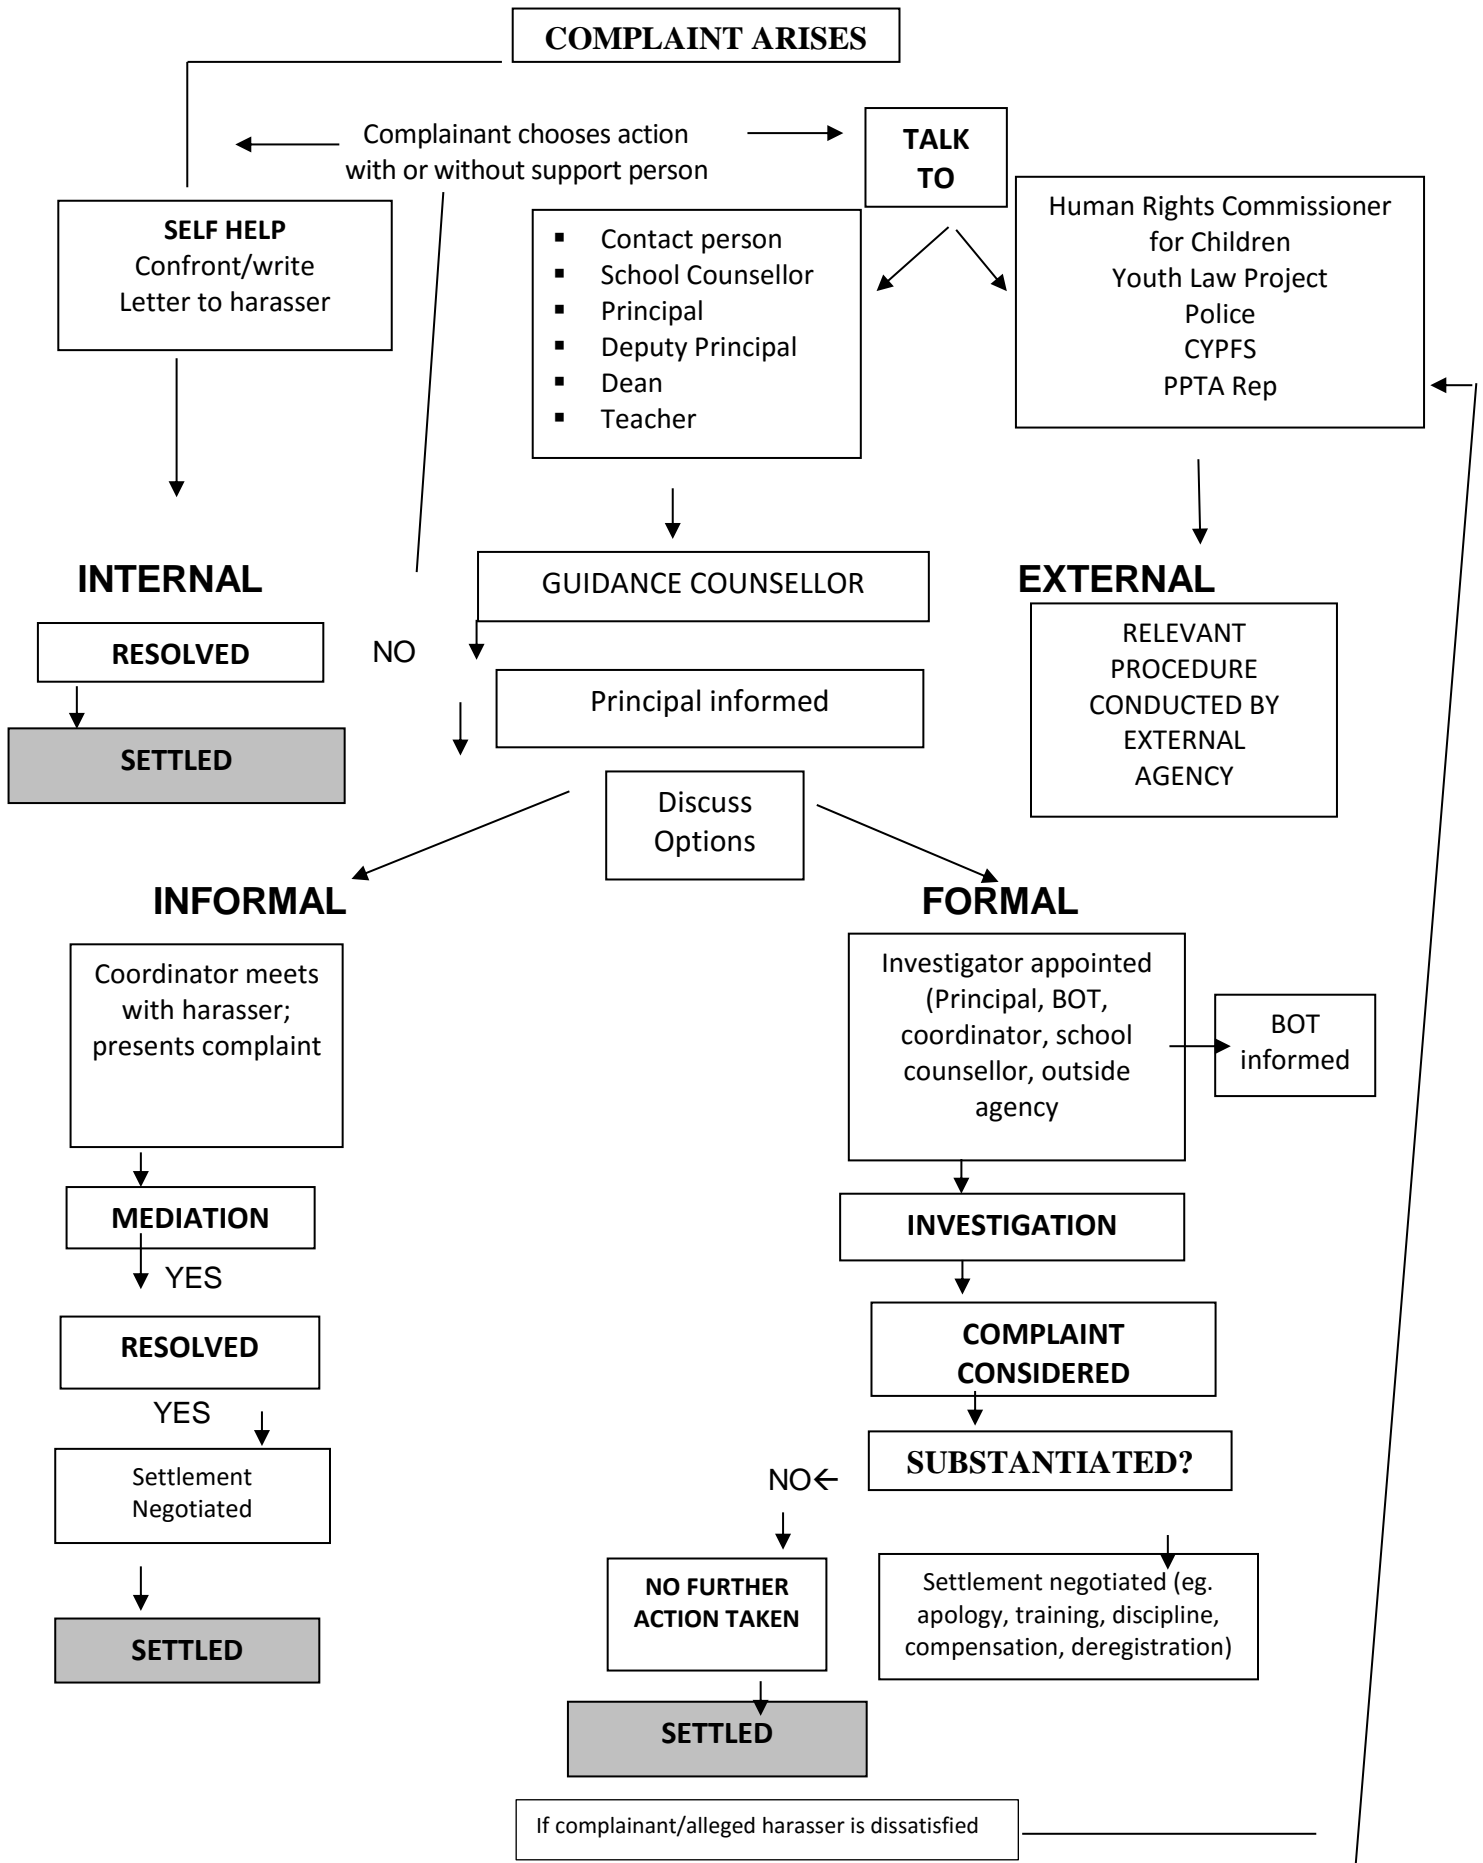 COMPLAINT ARISES
Complainant chooses action
with or without support person
TALK
TO
SELF HELP
Confront/write
Letter to harasser
▪ Contact person
▪ School Counsellor
▪ Principal
▪ Deputy Principal
▪ Dean
▪ Teacher
Human Rights Commissioner
for Children
Youth Law Project
Police
CYPFS
PPTA Rep
INTERNAL
GUIDANCE COUNSELLOR
EXTERNAL
RESOLVED
NO
RELEVANT
PROCEDURE
CONDUCTED BY
EXTERNAL
AGENCY
Principal informed
SETTLED
Discuss
Options
INFORMAL
FORMAL
Coordinator meets
with harasser;
presents complaint
Investigator appointed
(Principal, BOT,
coordinator, school
counsellor, outside
agency
BOT
informed
MEDIATION
INVESTIGATION
YES
RESOLVED
COMPLAINT
CONSIDERED
YES
SUBSTANTIATED?
NO←
Settlement
Negotiated
NO FURTHER
ACTION TAKEN
Settlement negotiated (eg.
apology, training, discipline,
compensation, deregistration)
SETTLED
SETTLED
If complainant/alleged harasser is dissatisfied